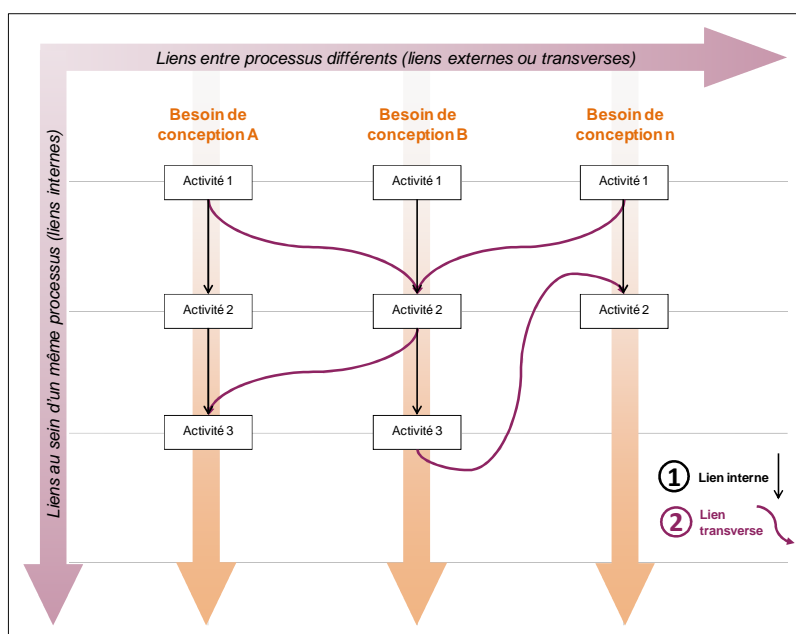 Liens entre processus différents (liens externes ou transverses)
Liens au sein d'un même processus (liens internes)
Besoin de
conception A
Besoin de
conception B
Besoin de
conception n
Activité 1
Activité 1
Activité 1
Activité 2
Activité 2
Activité 2
Activité 3
Activité 3
1 Lien interne
2 Lien
transverse